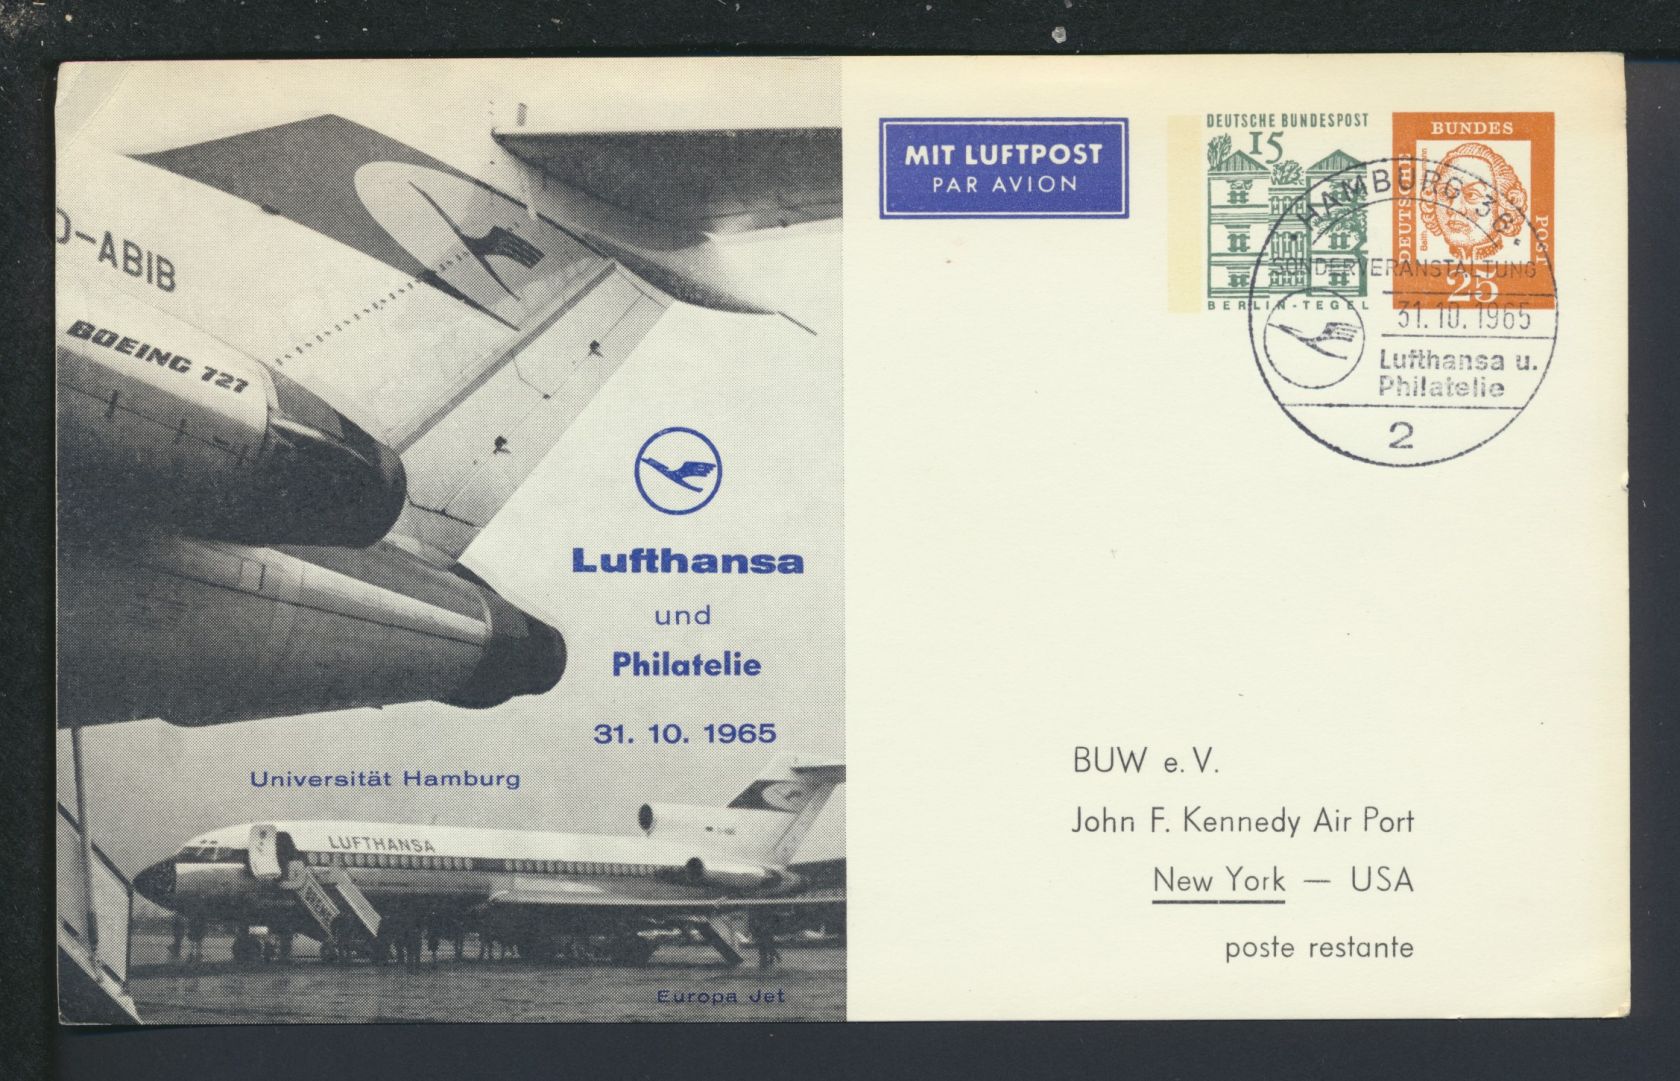 D-ABIB
BOEING 727
Lufthansa
und
Philatelie
31. 10. 1965
Universität Hamburg
LUFTHANSA
Europa Jet
MIT LUFTPOST
PAR AVION
DEUTSCHE BUNDESPOST
15
BERLIN-TEGEL
DEUTSCHE
BUNDES
POST
25
HAMBURG 36
SONDERVERANSTALTUNG
31.10.1965
Lufthansa u.
Philatelie
2
BUW e. V.
John F. Kennedy Air Port
New York — USA
poste restante